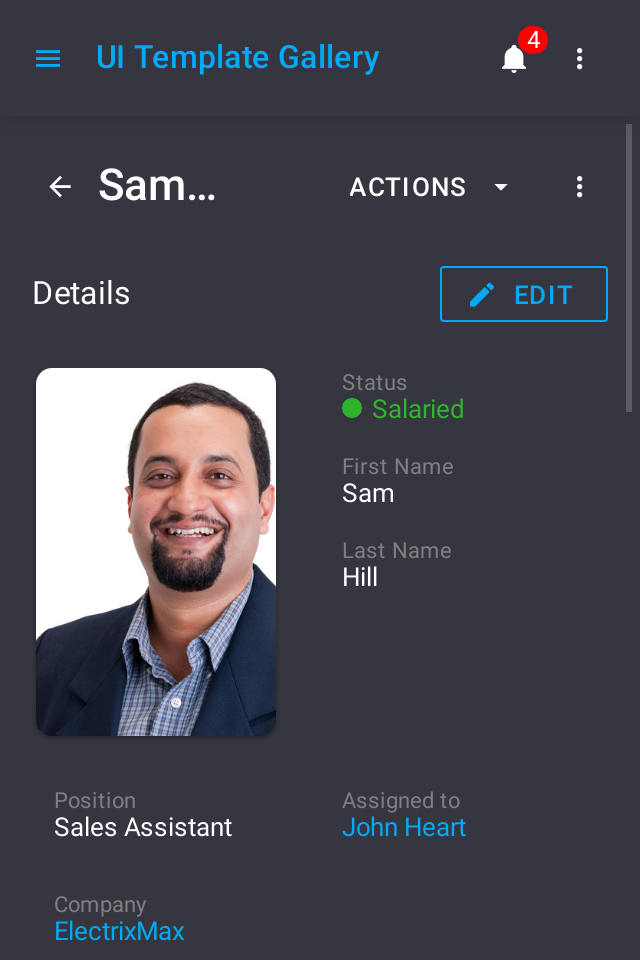 UI Template Gallery
4
Sam...
ACTIONS
Details
EDIT
Status
Salaried
First Name
Sam
Last Name
Hill
Position
Sales Assistant
Assigned to
John Heart
Company
ElectrixMax